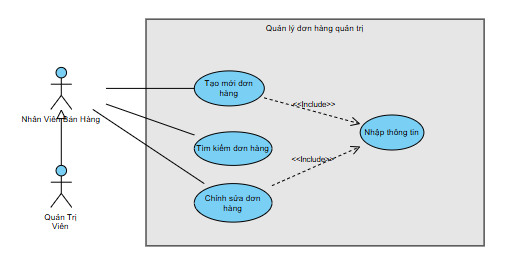 Quản lý đơn hàng quản trị
Tạo mới đơn
hàng
<<Include>>
Nhân Viên Bán Hàng
Nhập thông tin
Tìm kiếm đơn hàng
<<Include>>
Chỉnh sửa đơn
hàng
Quản Trị
Viên